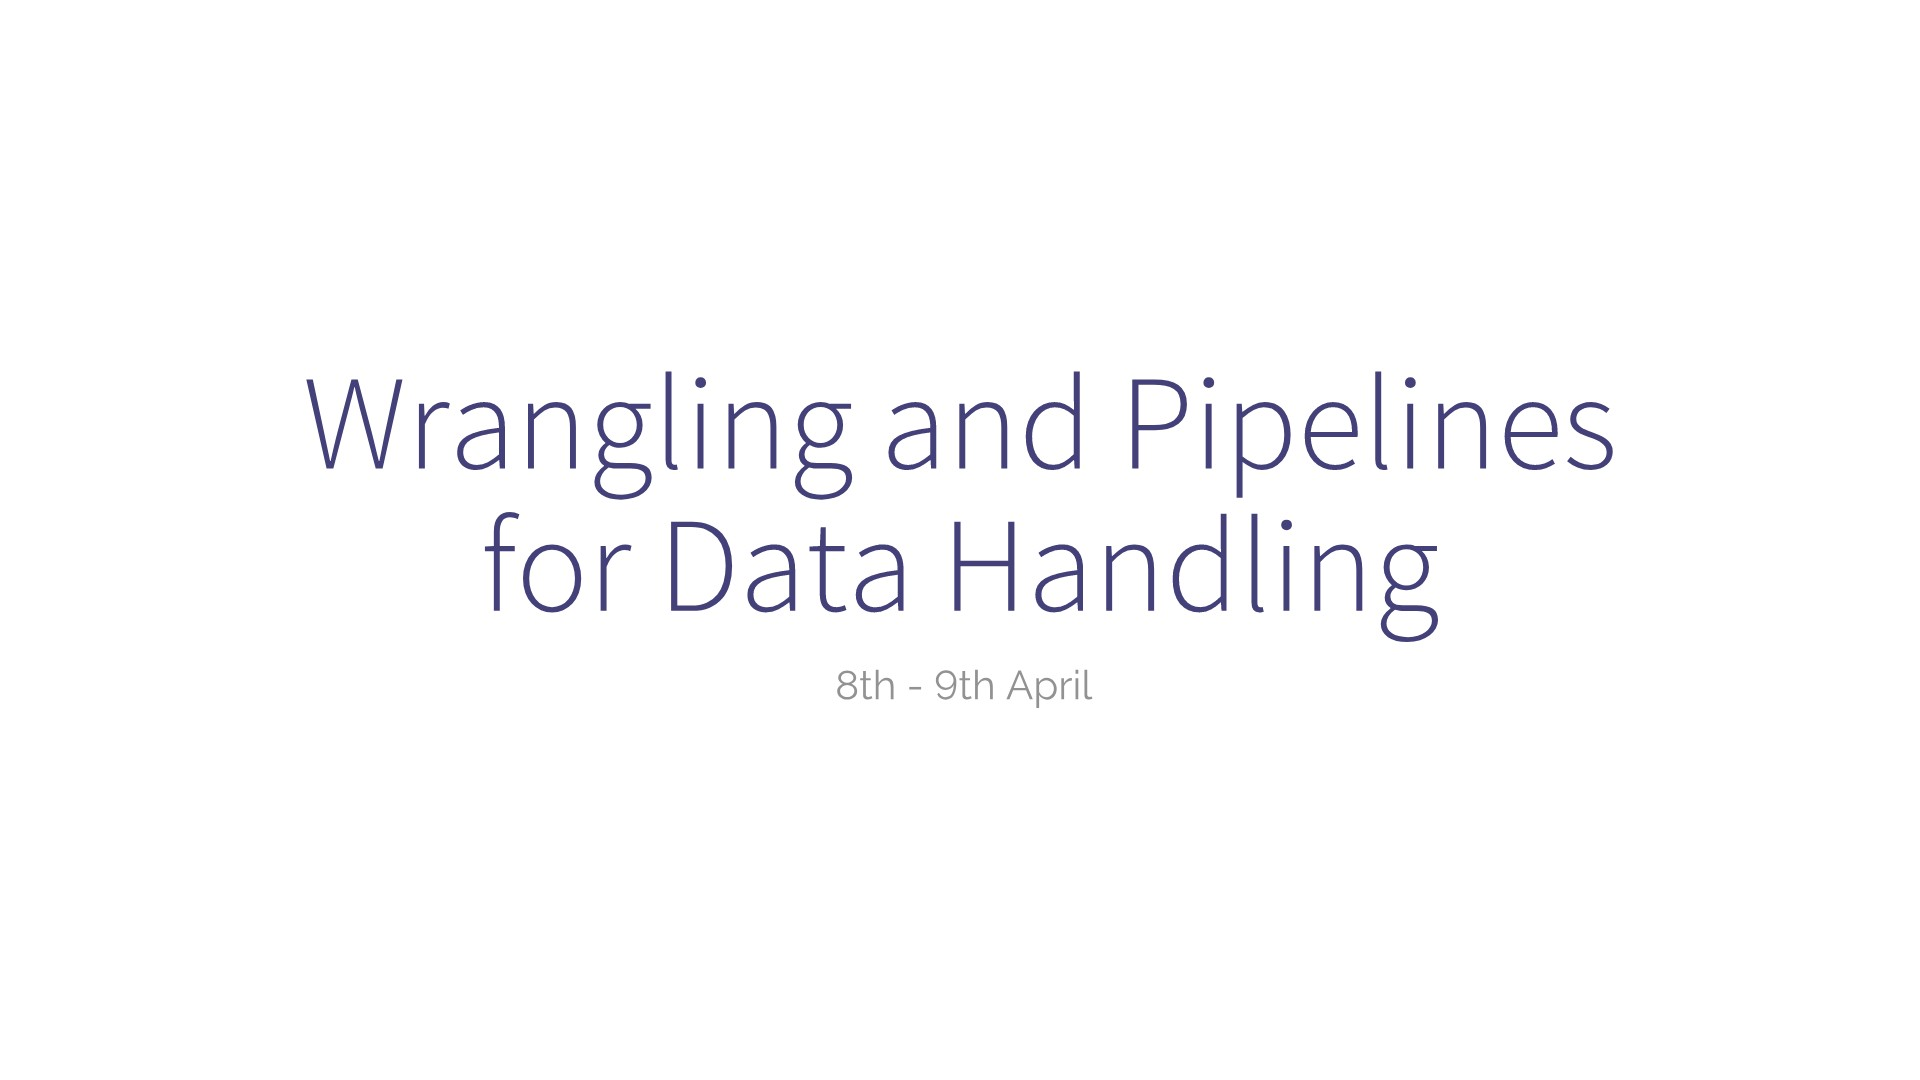 Wrangling and Pipelines
for Data Handling
8th - 9th April